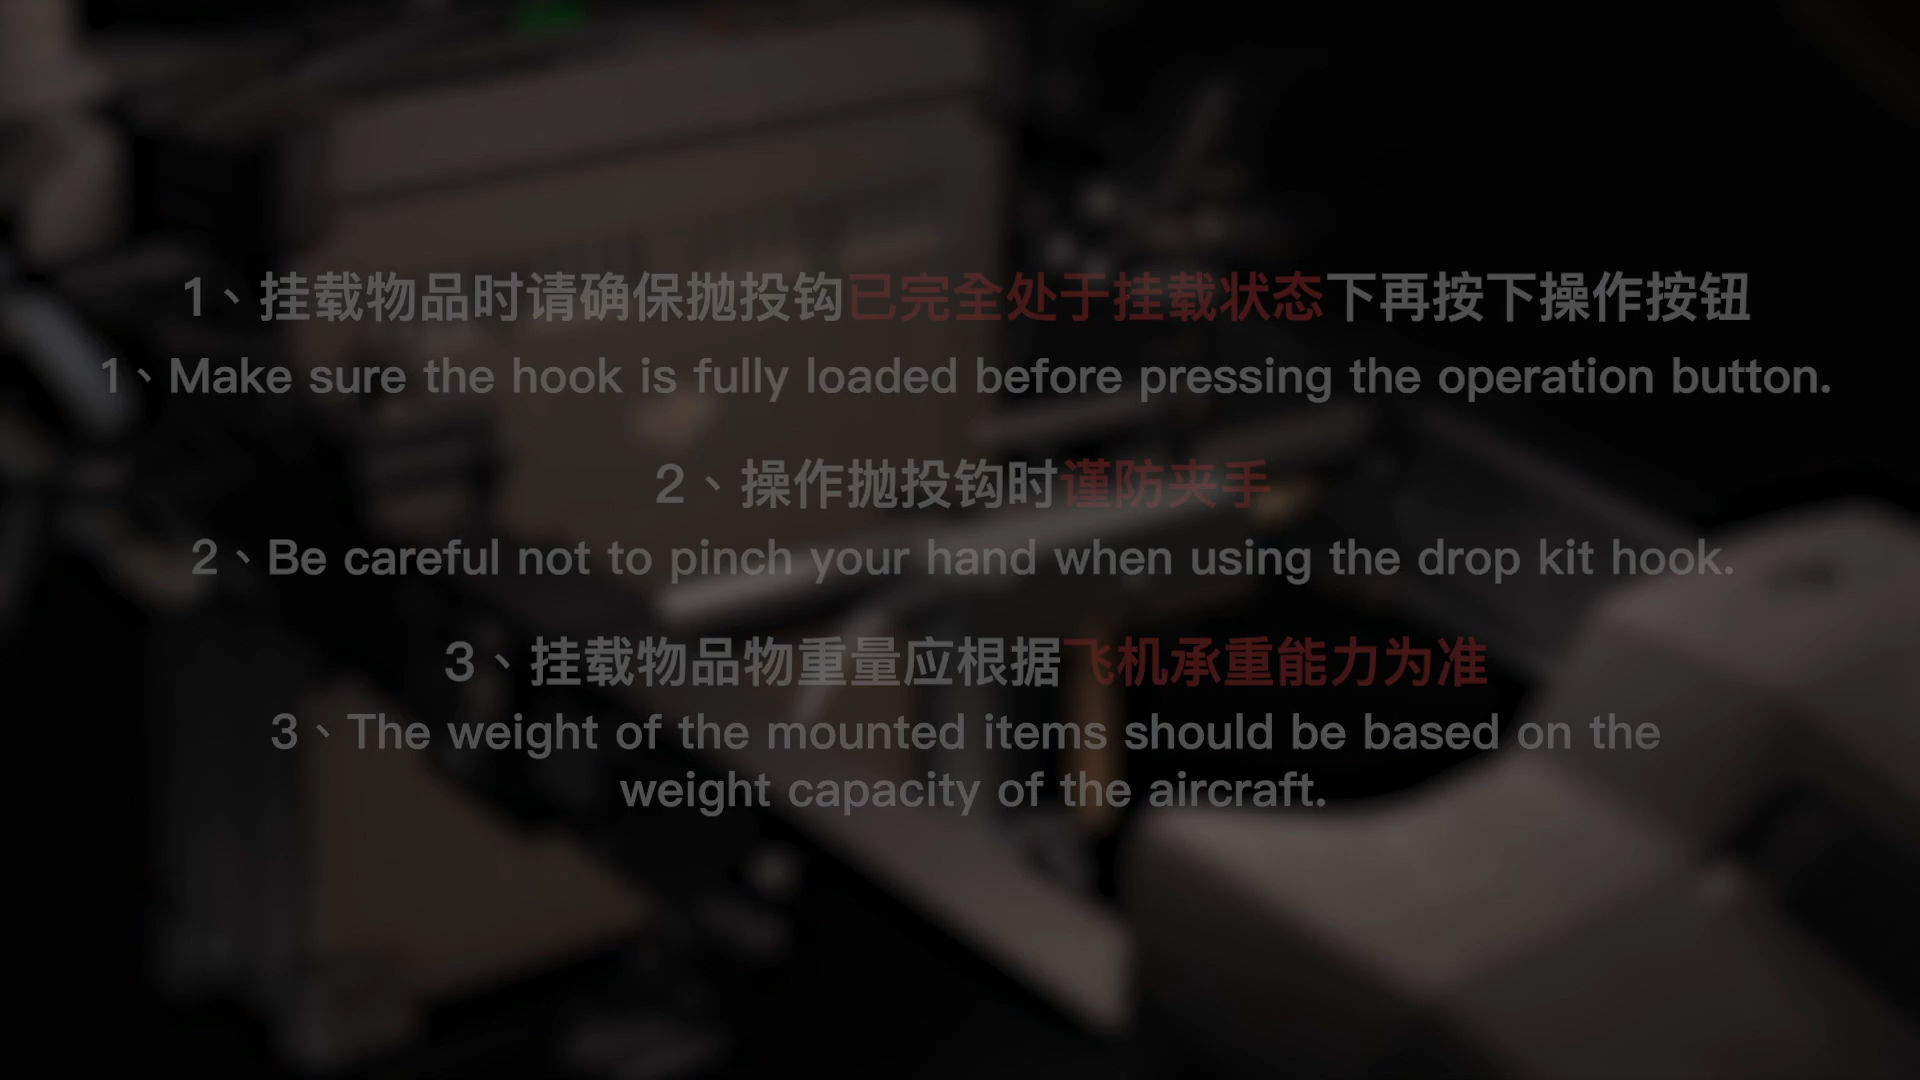 1、挂载物品时请确保抛投钩已完全处于挂载状态下再按下操作按钮
1、Make sure the hook is fully loaded before pressing the operation button.
2、操作抛投钩时谨防夹手
2、Be careful not to pinch your hand when using the drop kit hook.
3、挂载物品物重量应根据飞机承重能力为准
3、The weight of the mounted items should be based on the
weight capacity of the aircraft.